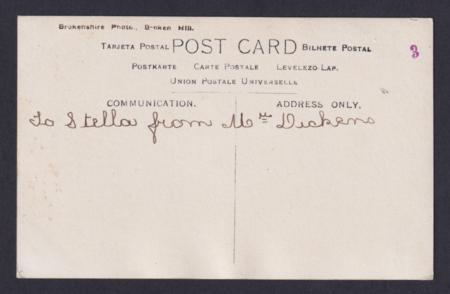 Brokenshire Photo., Broken Hill.
TARJETA POSTAL POST CARD BILHETE POSTAL
3
POSTKARTE CARTE POSTALE LEVELEZO-LAP.
UNION POSTALE UNIVERSELLE
COMMUNICATION. ADDRESS ONLY.
To Stella from Mrs Dickens